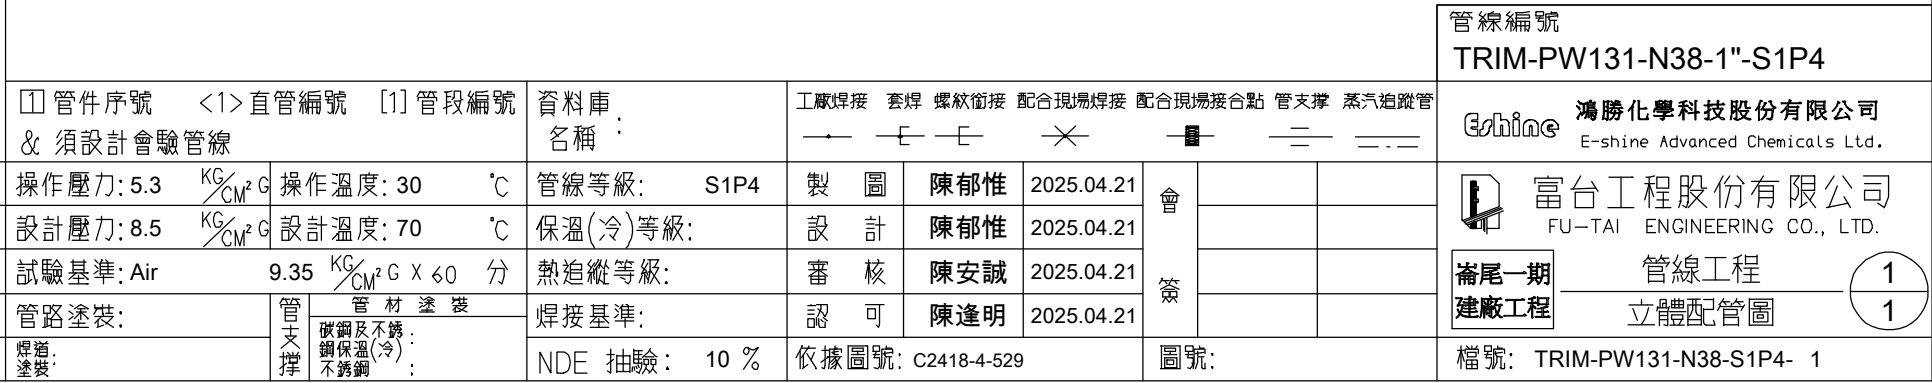 管線編號
TRIM-PW131-N38-1"-S1P4
1 管件序號 <1>直管編號 [1] 管段編號
& 須設計會驗管線
資料庫
名稱 :
工廠焊接 套焊 螺紋銜接 配合現場焊接 配合現場接合點 管支撐 蒸汽追蹤管
Eshine 鴻勝化學科技股份有限公司
E-shine Advanced Chemicals Ltd.
操作壓力: 5.3 KG/CM² G 操作溫度: 30 °C 管線等級: S1P4 製 圖 陳郁惟 2025.04.21
設計壓力: 8.5 KG/CM² G 設計溫度: 70 °C 保溫(冷)等級: 設 計 陳郁惟 2025.04.21
試驗基準: Air 9.35 KG/CM² G X 60 分 熱追縱等級: 審 核 陳安誠 2025.04.21
管路塗裝: 管支撐 管 材 塗 裝 焊接基準: 認 可 陳逢明 2025.04.21
碳鋼及不銹 :
鋼保溫(冷)
不銹鋼 :
焊道:
塗裝:
NDE 抽驗: 10 % 依據圖號: C2418-4-529 圖號:
會簽
富台工程股份有限公司
FU-TAI ENGINEERING CO., LTD.
崙尾一期
建廠工程
管線工程
立體配管圖
1
1
檔號: TRIM-PW131-N38-S1P4- 1